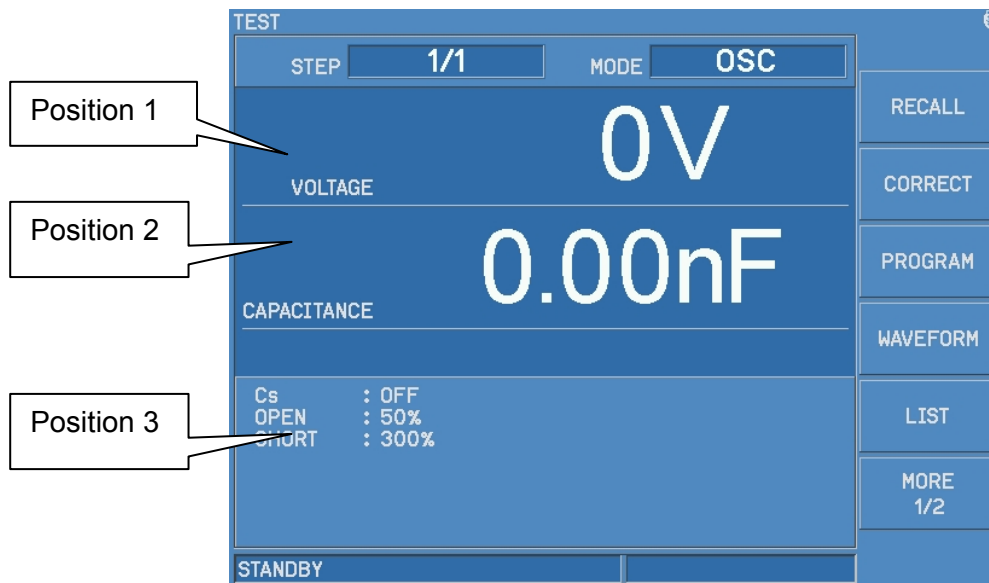 TEST
STEP 1/1 MODE OSC
Position 1
0V
VOLTAGE
RECALL
CORRECT
Position 2
0.00nF
CAPACITANCE
PROGRAM
WAVEFORM
Position 3
Cs : OFF
OPEN : 50%
SHORT : 300%
LIST
MORE
1/2
STANDBY